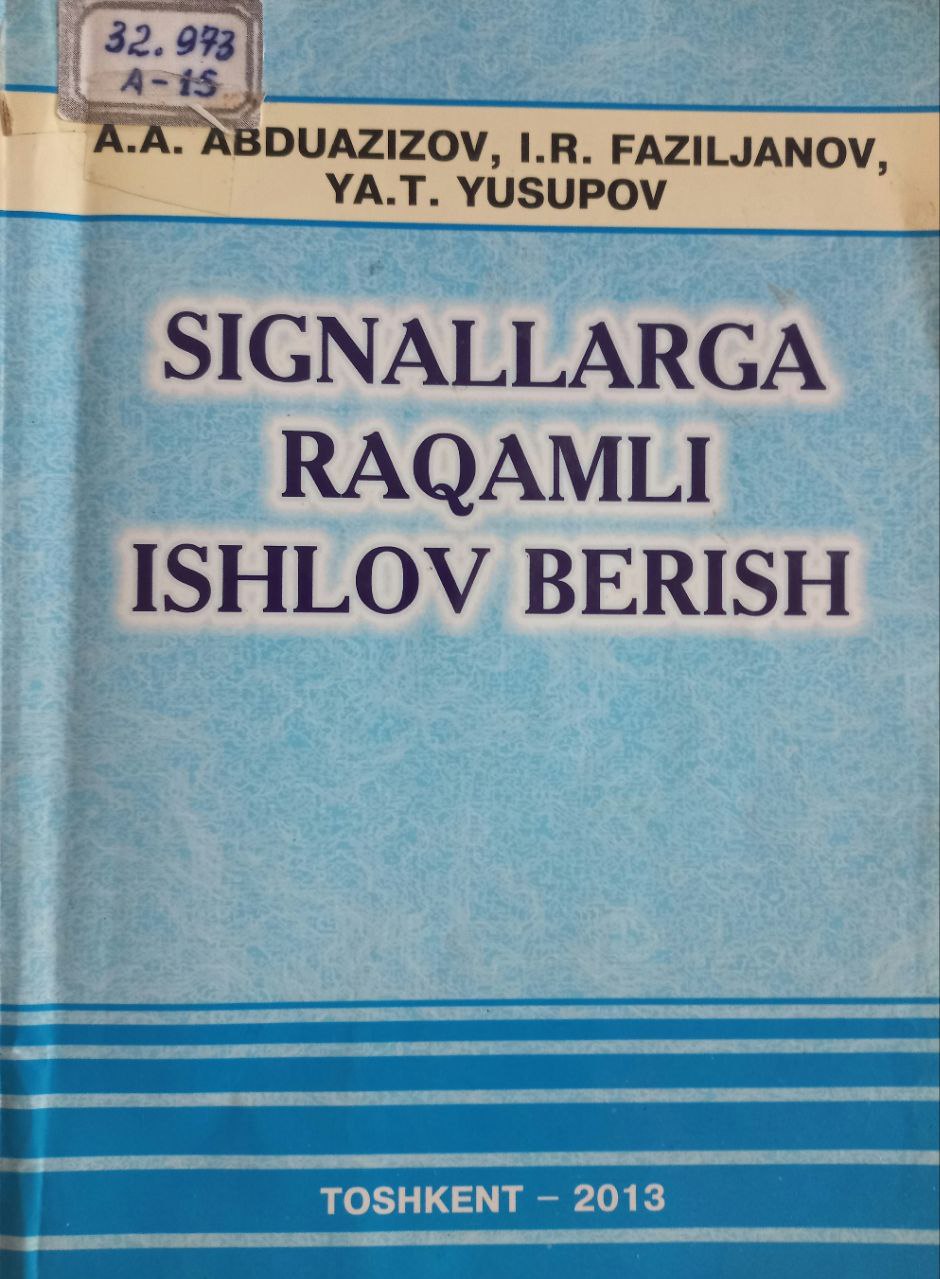 32.973
A-15
A.A. ABDUAZIZOV, I.R. FAZILJANOV,
YA.T. YUSUPOV
SIGNALLARGA
RAQAMLI
ISHLOV BERISH
TOSHKENT – 2013